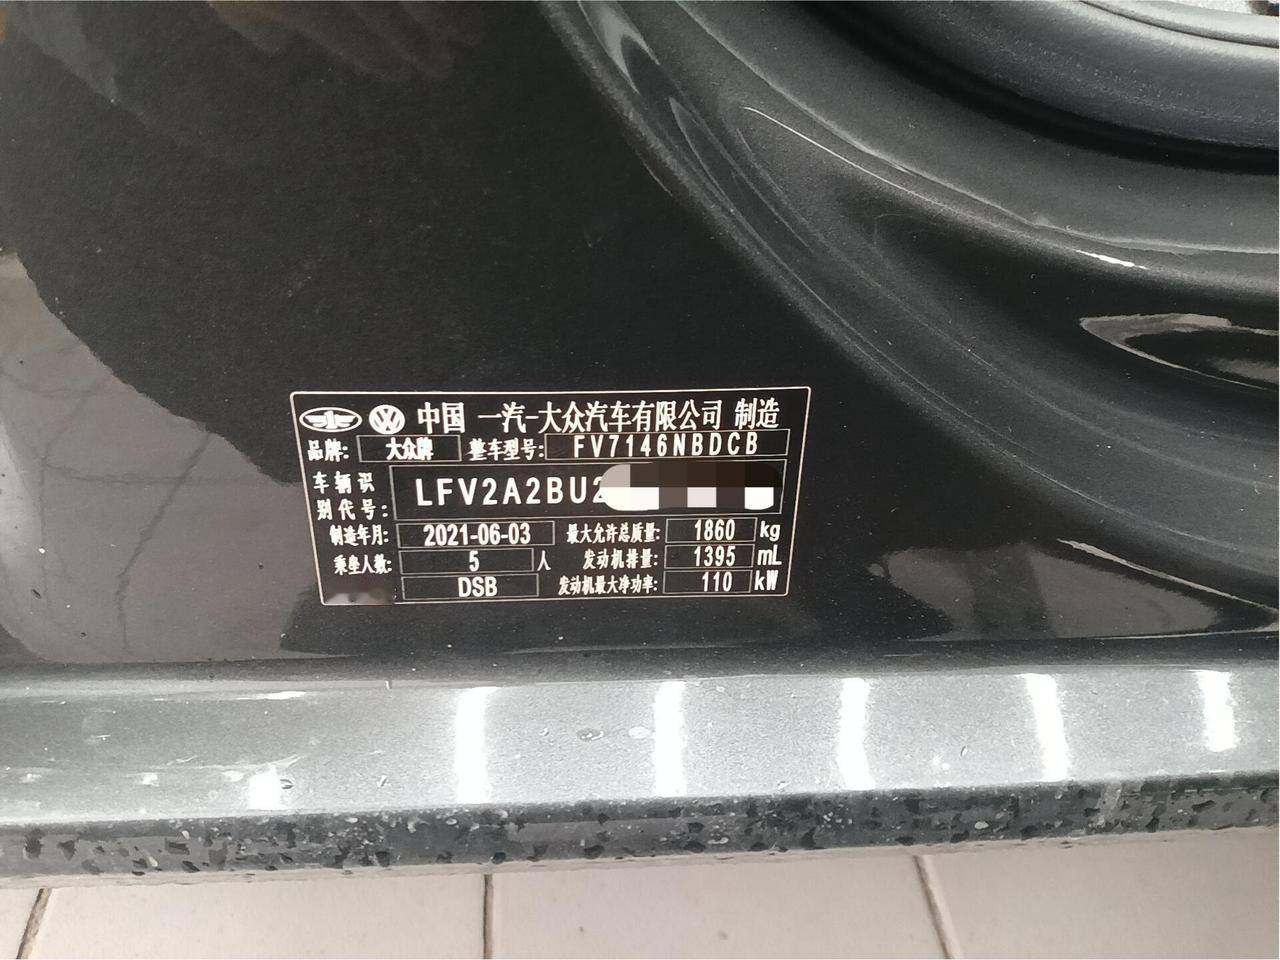 中国 一汽-大众汽车有限公司 制造
品牌: 大众牌 整车型号: FV7146NBDCB
车辆识
别代号: LFV2A2BU2
制造年月: 2021-06-03 最大允许总质量: 1860 kg
乘坐人数: 5 人 发动机排量: 1395 mL
DSB 发动机最大净功率: 110 kW